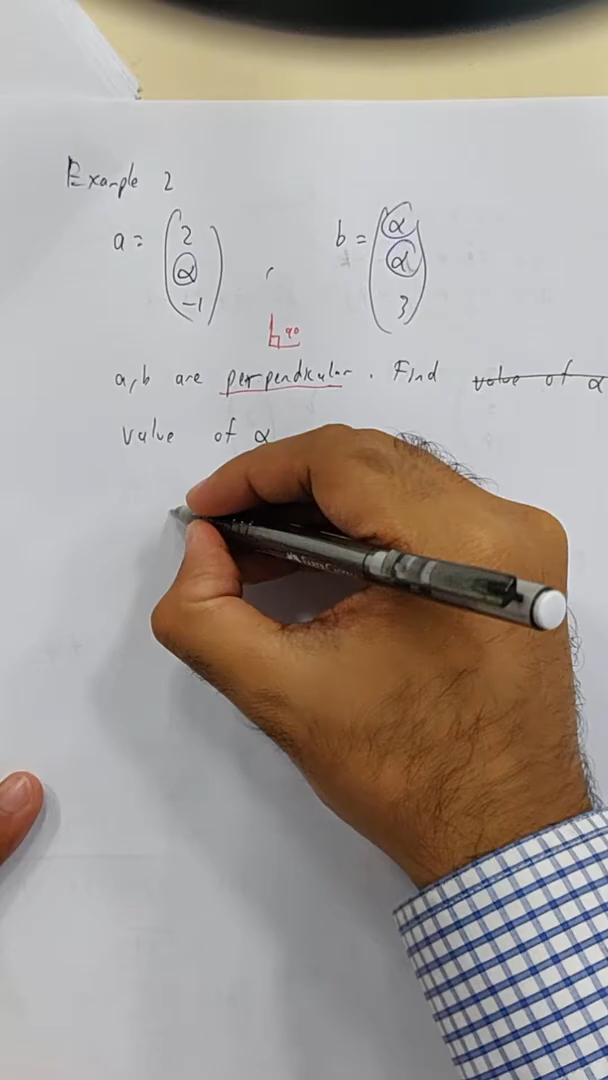 Example 2
a = (2 α -1) , b = (α α 3)
90
a,b are perpendicular . Find value of α
value of α